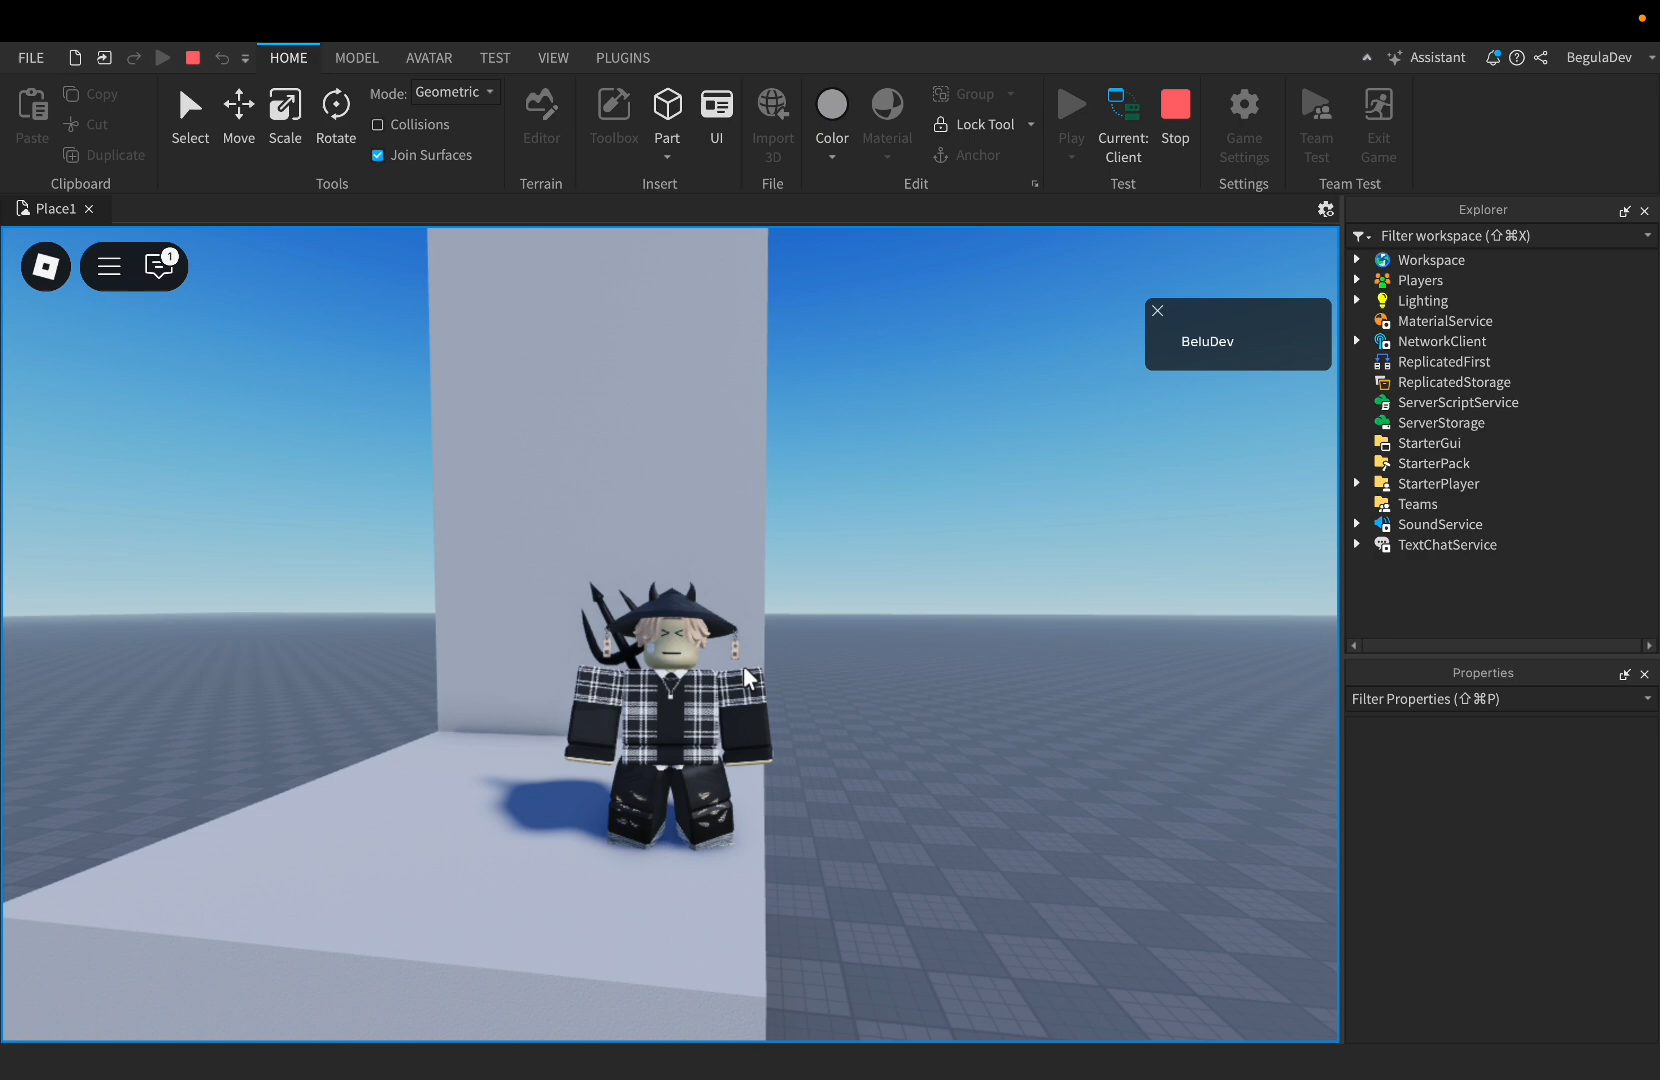 FILE HOME MODEL AVATAR TEST VIEW PLUGINS Assistant BegulaDev
Paste Copy Cut Duplicate
Clipboard
Select Move Scale Rotate
Mode: Geometric
Collisions
Join Surfaces
Tools
Editor
Terrain
Toolbox Part UI
Insert
Import
3D
File
Color Material
Group
Lock Tool
Anchor
Edit
Play Current:
Client Stop
Test
Game
Settings
Settings
Team
Test
Exit
Game
Team Test
Place1
1
BeluDev
Explorer
Filter workspace (⇧⌘X)
Workspace
Players
Lighting
MaterialService
NetworkClient
ReplicatedFirst
ReplicatedStorage
ServerScriptService
ServerStorage
StarterGui
StarterPack
StarterPlayer
Teams
SoundService
TextChatService
Properties
Filter Properties (⇧⌘P)